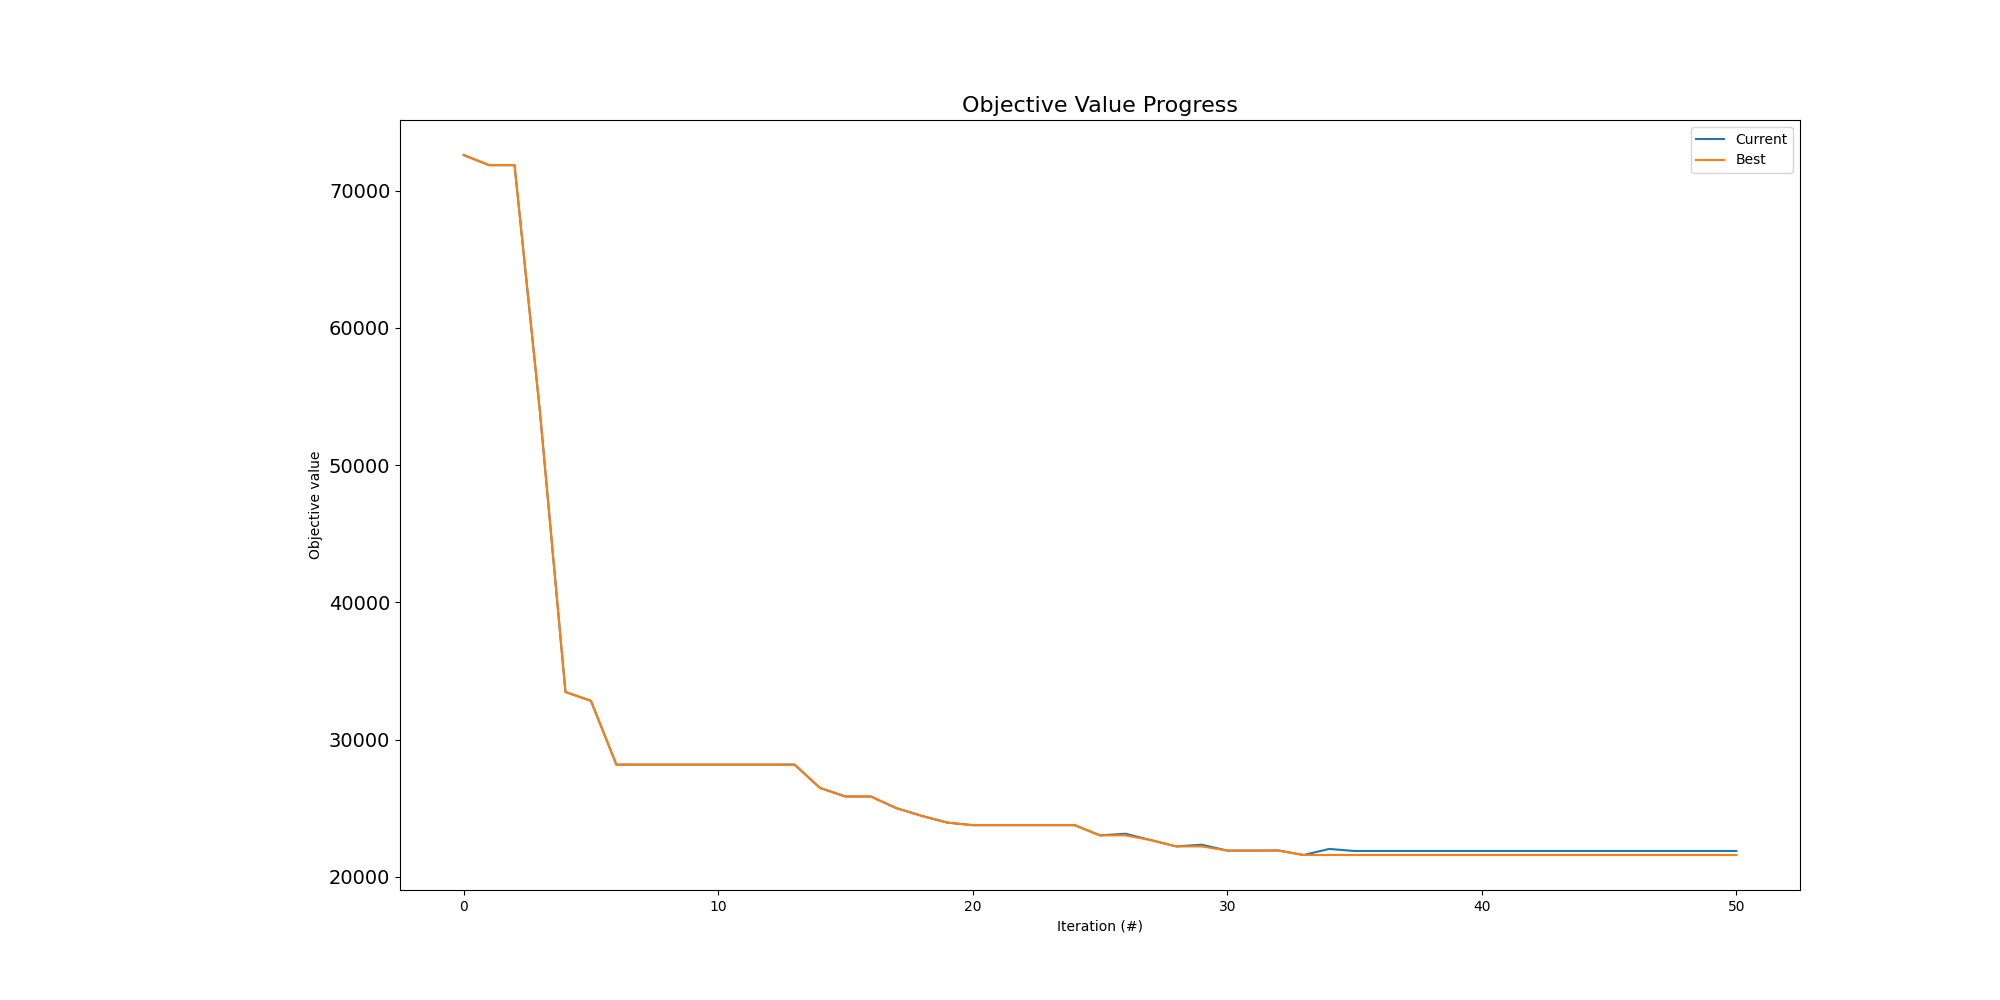 Objective Value Progress
Current
Best
70000
60000
50000
40000
30000
20000
Objective value
0 10 20 30 40 50
Iteration (#)